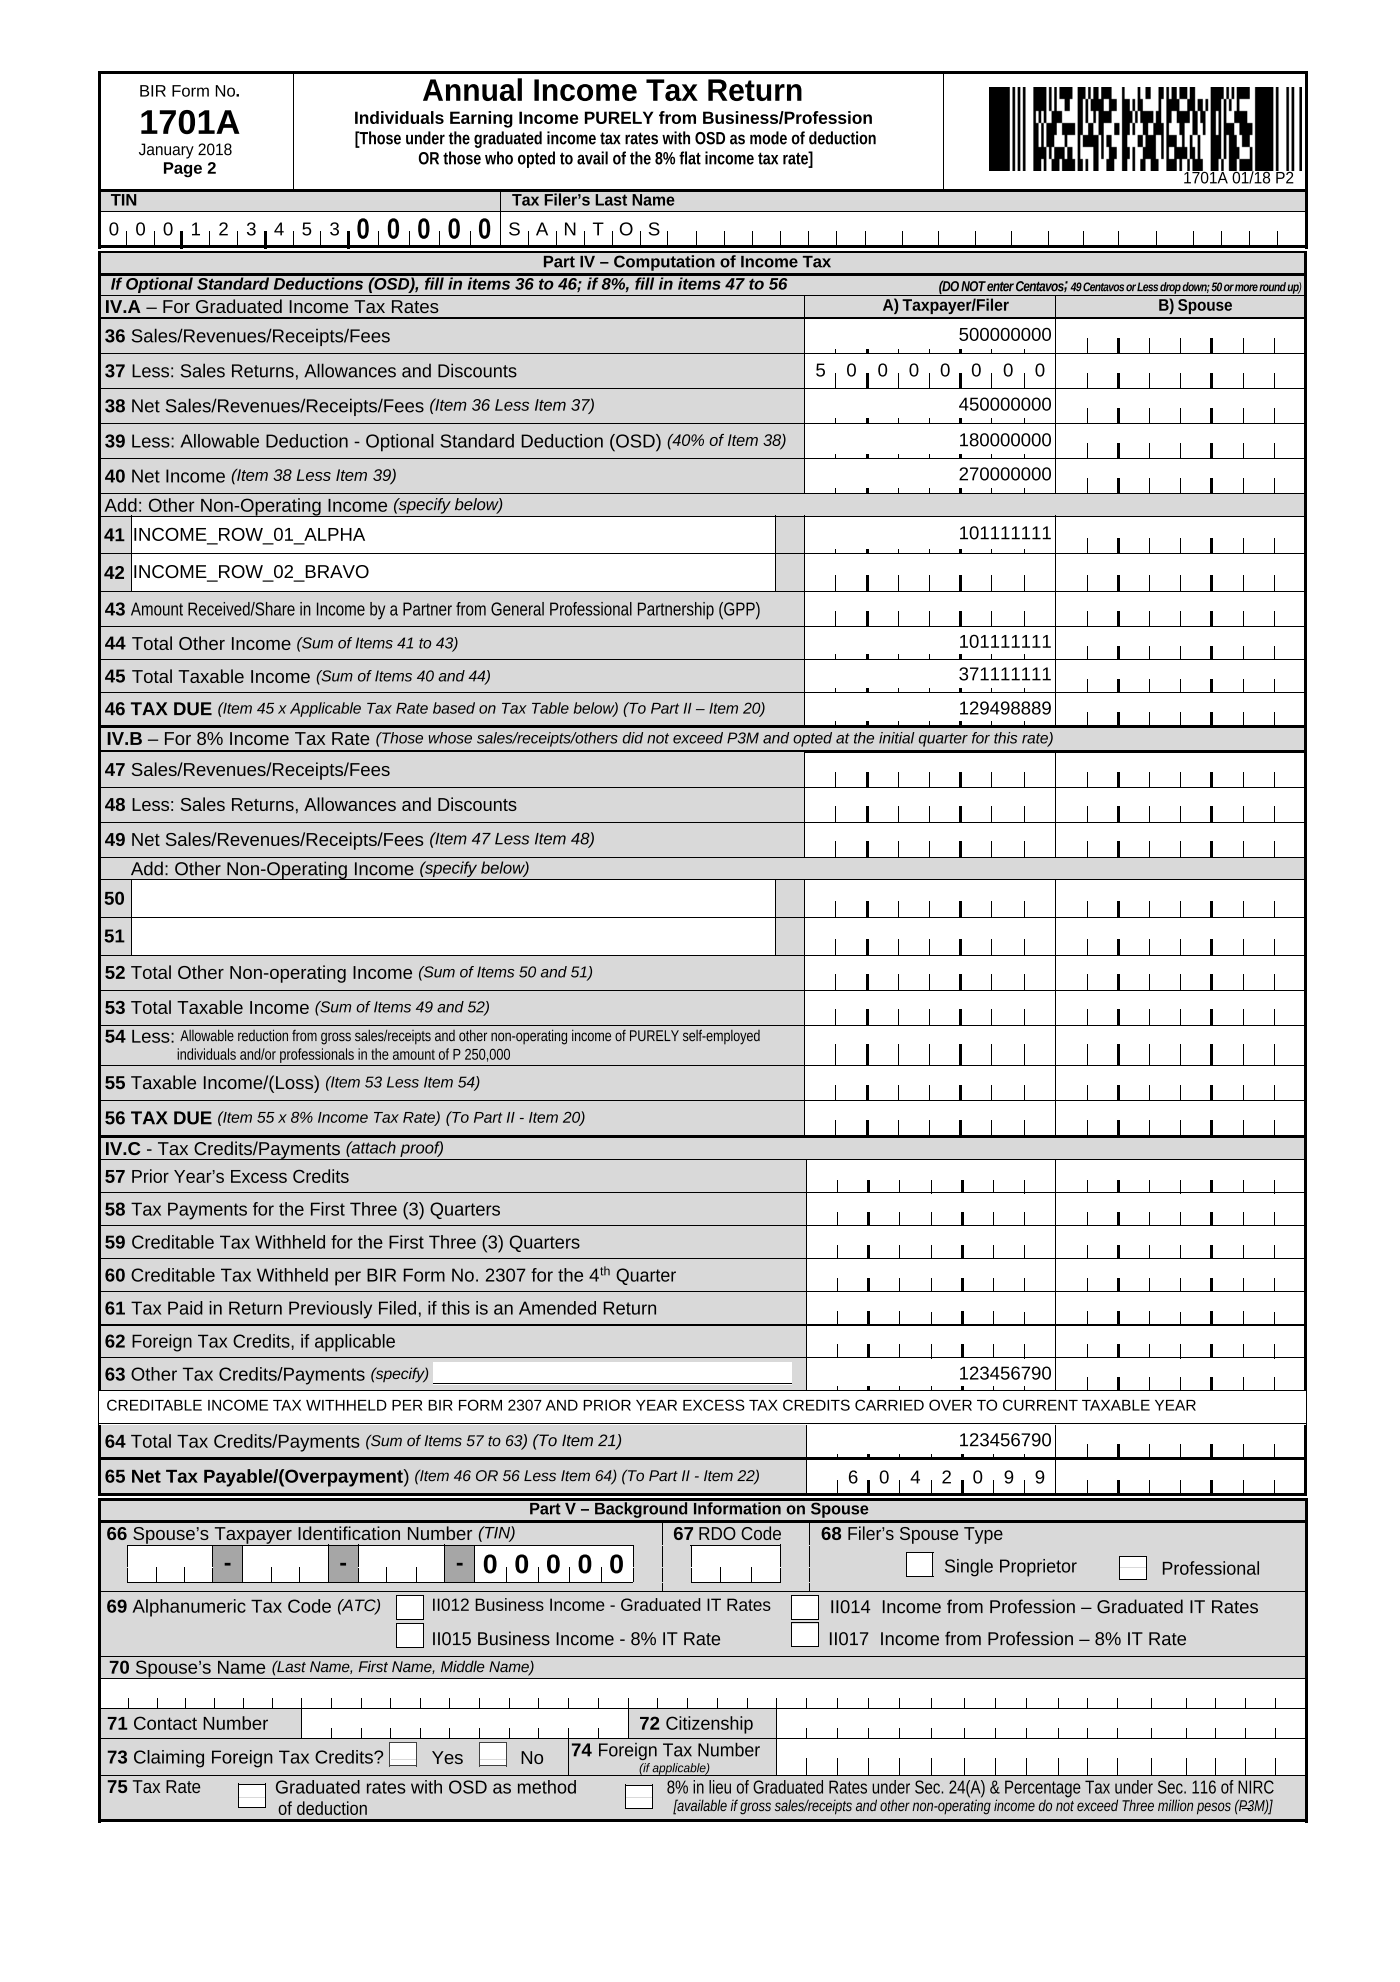 BIR Form No.
1701A
January 2018
Page 2
Annual Income Tax Return
Individuals Earning Income PURELY from Business/Profession
[Those under the graduated income tax rates with OSD as mode of deduction
OR those who opted to avail of the 8% flat income tax rate]
1701A 01/18 P2
TIN Tax Filer’s Last Name
0 0 0 1 2 3 4 5 3 0 0 0 0 0 S A N T O S
Part IV – Computation of Income Tax
If Optional Standard Deductions (OSD), fill in items 36 to 46; if 8%, fill in items 47 to 56 (DO NOT enter Centavos; 49 Centavos or Less drop down; 50 or more round up)
IV.A – For Graduated Income Tax Rates A) Taxpayer/Filer B) Spouse
36 Sales/Revenues/Receipts/Fees 500000000
37 Less: Sales Returns, Allowances and Discounts 5 0 0 0 0 0 0 0
38 Net Sales/Revenues/Receipts/Fees (Item 36 Less Item 37) 450000000
39 Less: Allowable Deduction - Optional Standard Deduction (OSD) (40% of Item 38) 180000000
40 Net Income (Item 38 Less Item 39) 270000000
Add: Other Non-Operating Income (specify below)
41 INCOME_ROW_01_ALPHA 101111111
42 INCOME_ROW_02_BRAVO
43 Amount Received/Share in Income by a Partner from General Professional Partnership (GPP)
44 Total Other Income (Sum of Items 41 to 43) 101111111
45 Total Taxable Income (Sum of Items 40 and 44) 371111111
46 TAX DUE (Item 45 x Applicable Tax Rate based on Tax Table below) (To Part II – Item 20) 129498889
IV.B – For 8% Income Tax Rate (Those whose sales/receipts/others did not exceed P3M and opted at the initial quarter for this rate)
47 Sales/Revenues/Receipts/Fees
48 Less: Sales Returns, Allowances and Discounts
49 Net Sales/Revenues/Receipts/Fees (Item 47 Less Item 48)
Add: Other Non-Operating Income (specify below)
50
51
52 Total Other Non-operating Income (Sum of Items 50 and 51)
53 Total Taxable Income (Sum of Items 49 and 52)
54 Less: Allowable reduction from gross sales/receipts and other non-operating income of PURELY self-employed
individuals and/or professionals in the amount of P 250,000
55 Taxable Income/(Loss) (Item 53 Less Item 54)
56 TAX DUE (Item 55 x 8% Income Tax Rate) (To Part II - Item 20)
IV.C - Tax Credits/Payments (attach proof)
57 Prior Year’s Excess Credits
58 Tax Payments for the First Three (3) Quarters
59 Creditable Tax Withheld for the First Three (3) Quarters
60 Creditable Tax Withheld per BIR Form No. 2307 for the 4th Quarter
61 Tax Paid in Return Previously Filed, if this is an Amended Return
62 Foreign Tax Credits, if applicable
63 Other Tax Credits/Payments (specify) 123456790
CREDITABLE INCOME TAX WITHHELD PER BIR FORM 2307 AND PRIOR YEAR EXCESS TAX CREDITS CARRIED OVER TO CURRENT TAXABLE YEAR
64 Total Tax Credits/Payments (Sum of Items 57 to 63) (To Item 21) 123456790
65 Net Tax Payable/(Overpayment) (Item 46 OR 56 Less Item 64) (To Part II - Item 22) 6 0 4 2 0 9 9
Part V – Background Information on Spouse
66 Spouse’s Taxpayer Identification Number (TIN) 67 RDO Code 68 Filer’s Spouse Type
- - - 0 0 0 0 0 Single Proprietor Professional
69 Alphanumeric Tax Code (ATC) II012 Business Income - Graduated IT Rates II014 Income from Profession – Graduated IT Rates
II015 Business Income - 8% IT Rate II017 Income from Profession – 8% IT Rate
70 Spouse’s Name (Last Name, First Name, Middle Name)
71 Contact Number 72 Citizenship
73 Claiming Foreign Tax Credits? Yes No 74 Foreign Tax Number
(if applicable)
75 Tax Rate Graduated rates with OSD as method 8% in lieu of Graduated Rates under Sec. 24(A) & Percentage Tax under Sec. 116 of NIRC
of deduction [available if gross sales/receipts and other non-operating income do not exceed Three million pesos (P3M)]